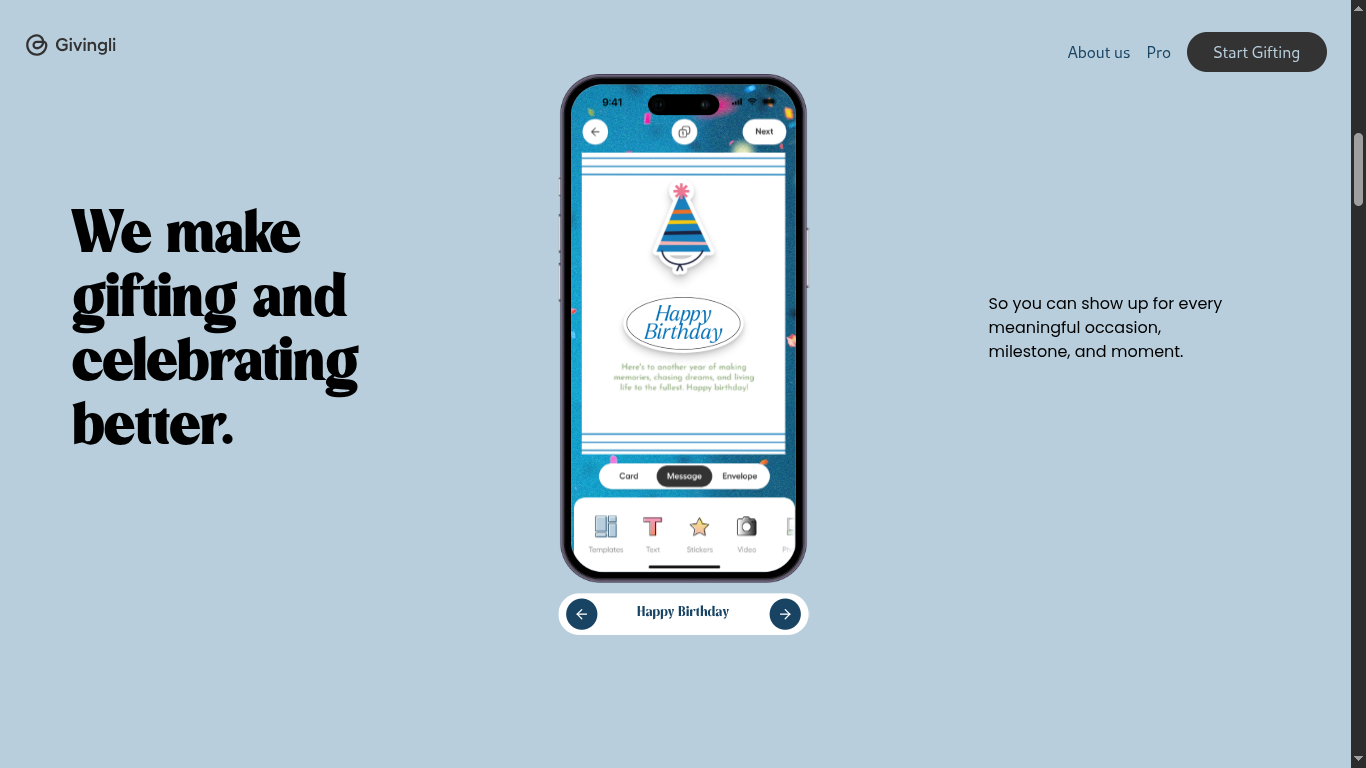 Givingli
About us
Pro
Start Gifting
We make
gifting and
celebrating
better.
9:41
Next
Happy
Birthday
Here's to another year of making
memories, chasing dreams, and living
life to the fullest. Happy birthday!
Card
Message
Envelope
Templates
Text
Stickers
Video
Happy Birthday
So you can show up for every
meaningful occasion,
milestone, and moment.